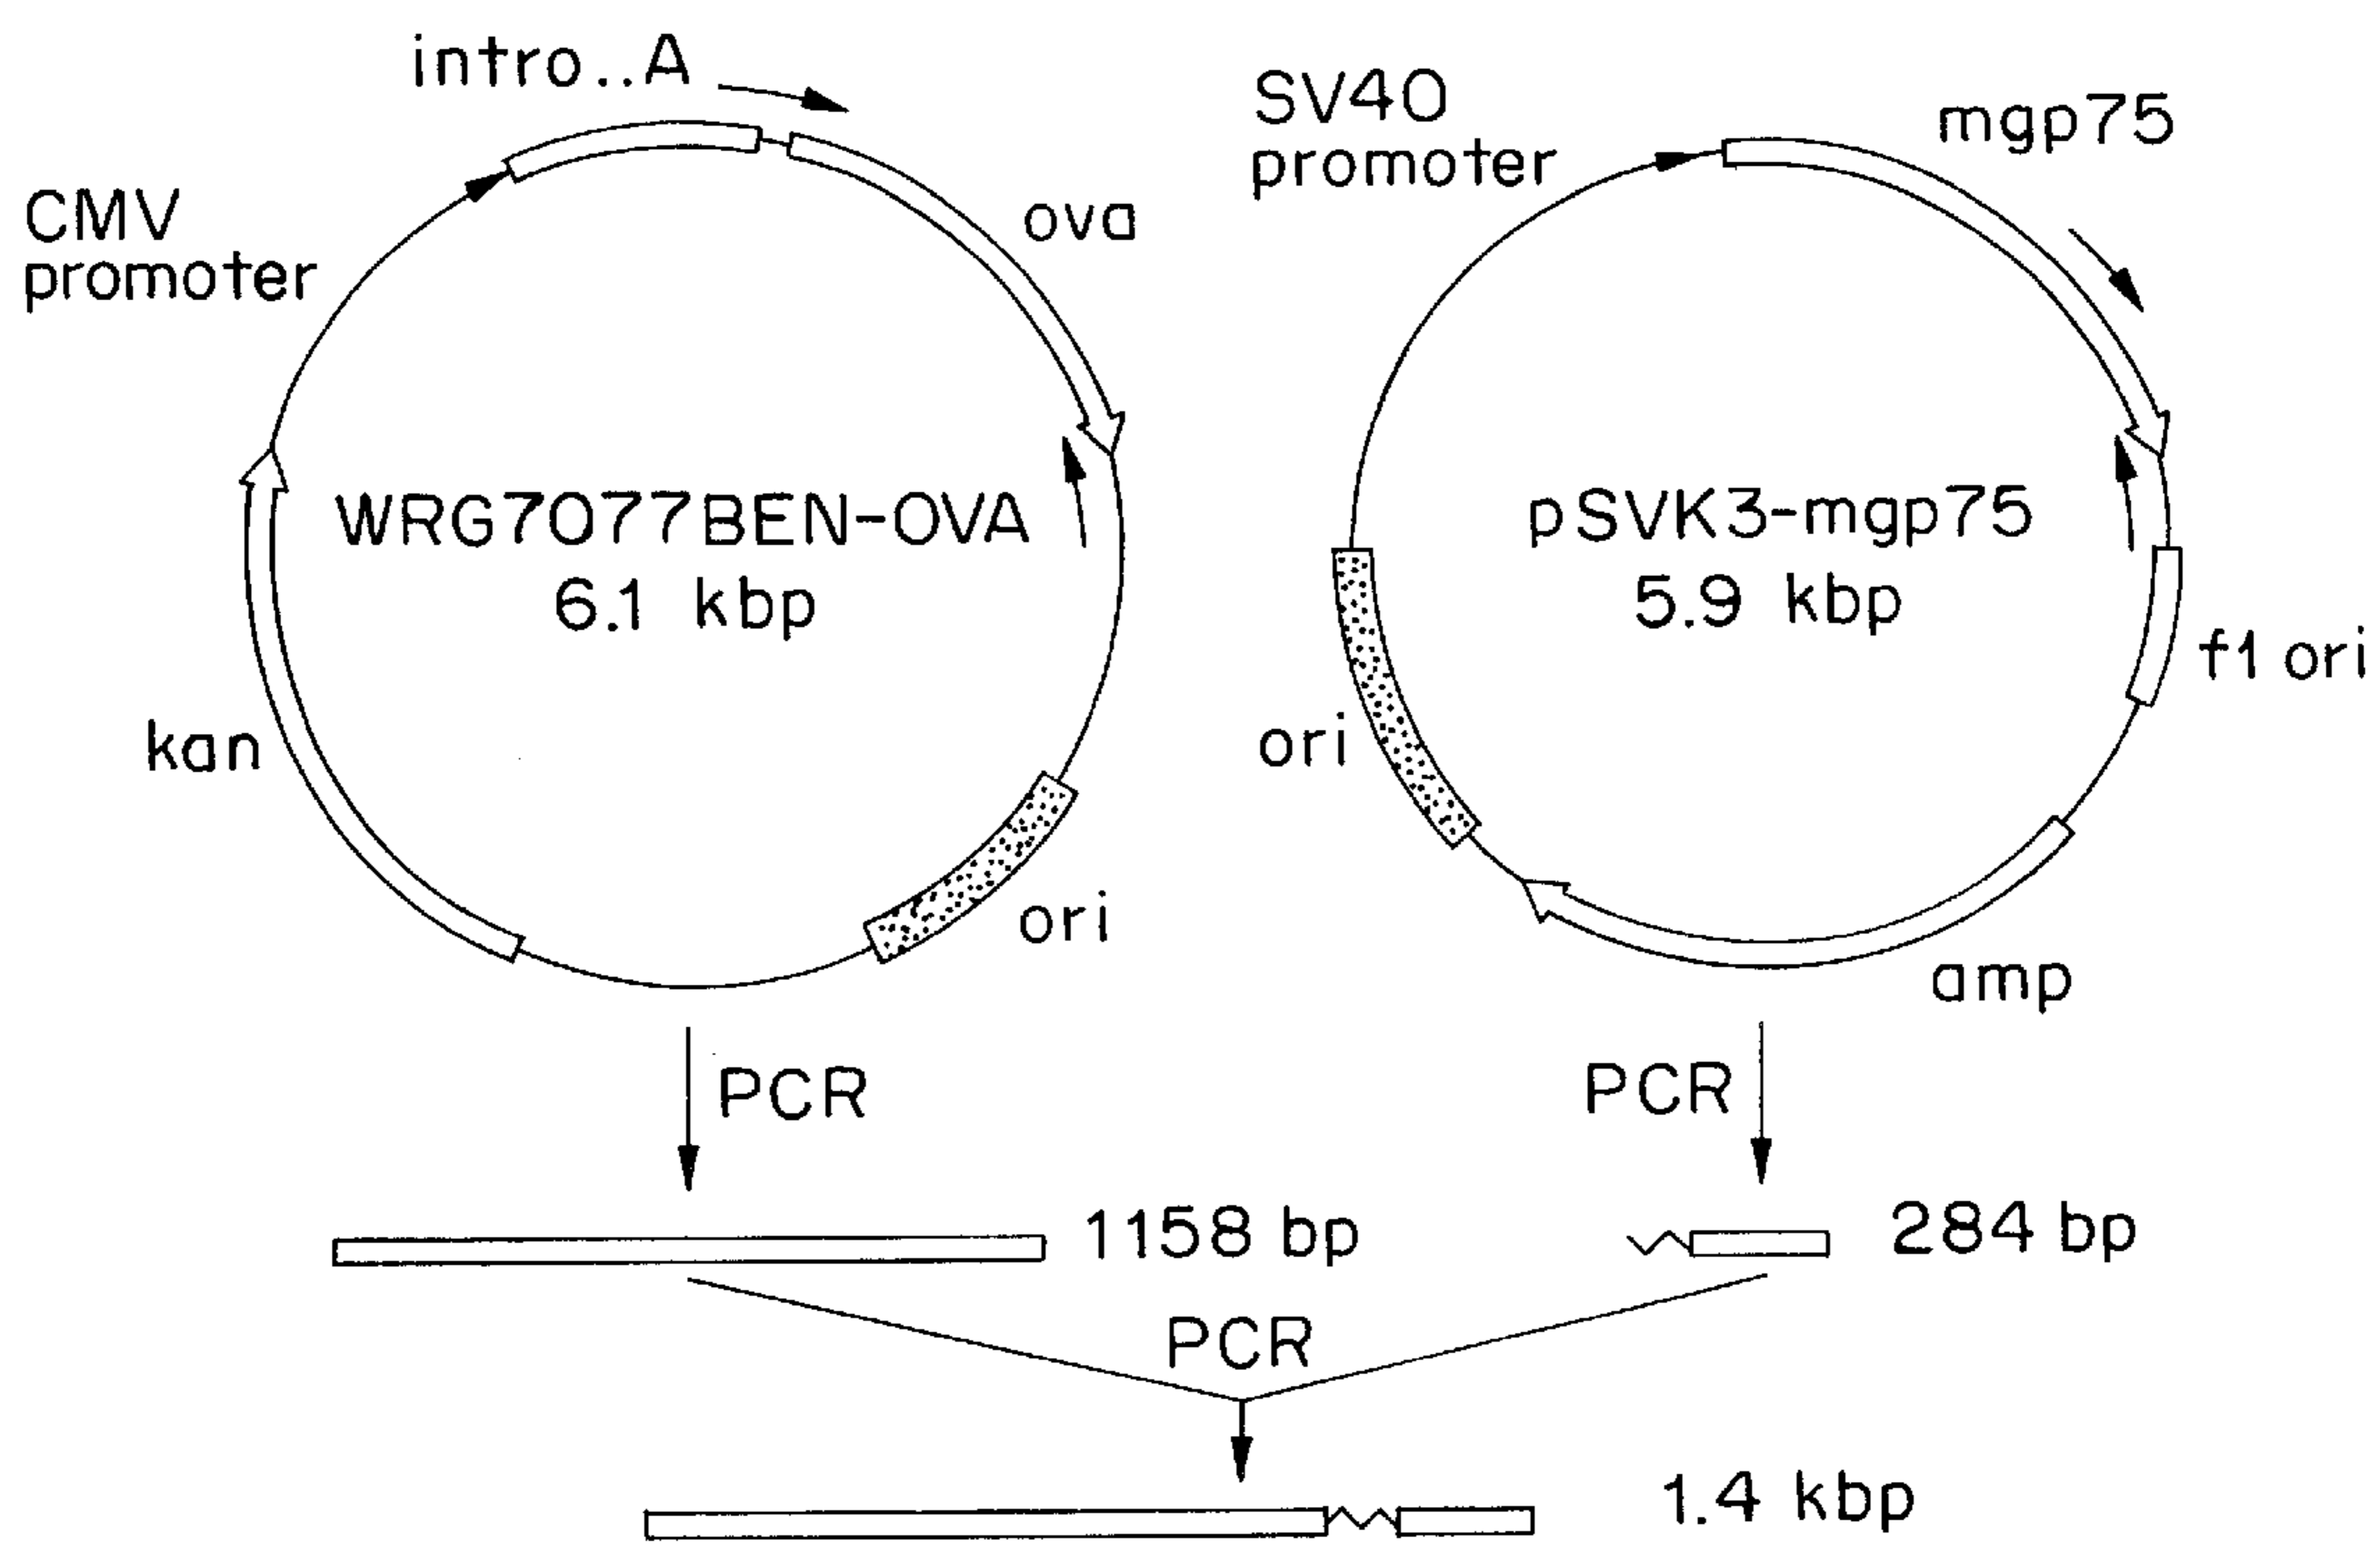 intro..A
CMV
promoter
ova
WRG7077BEN-OVA
6.1 kbp
kan
ori
SV40
promoter
mgp75
pSVK3-mgp75
5.9 kbp
f1 ori
ori
amp
PCR
PCR
1158 bp
284 bp
PCR
1.4 kbp